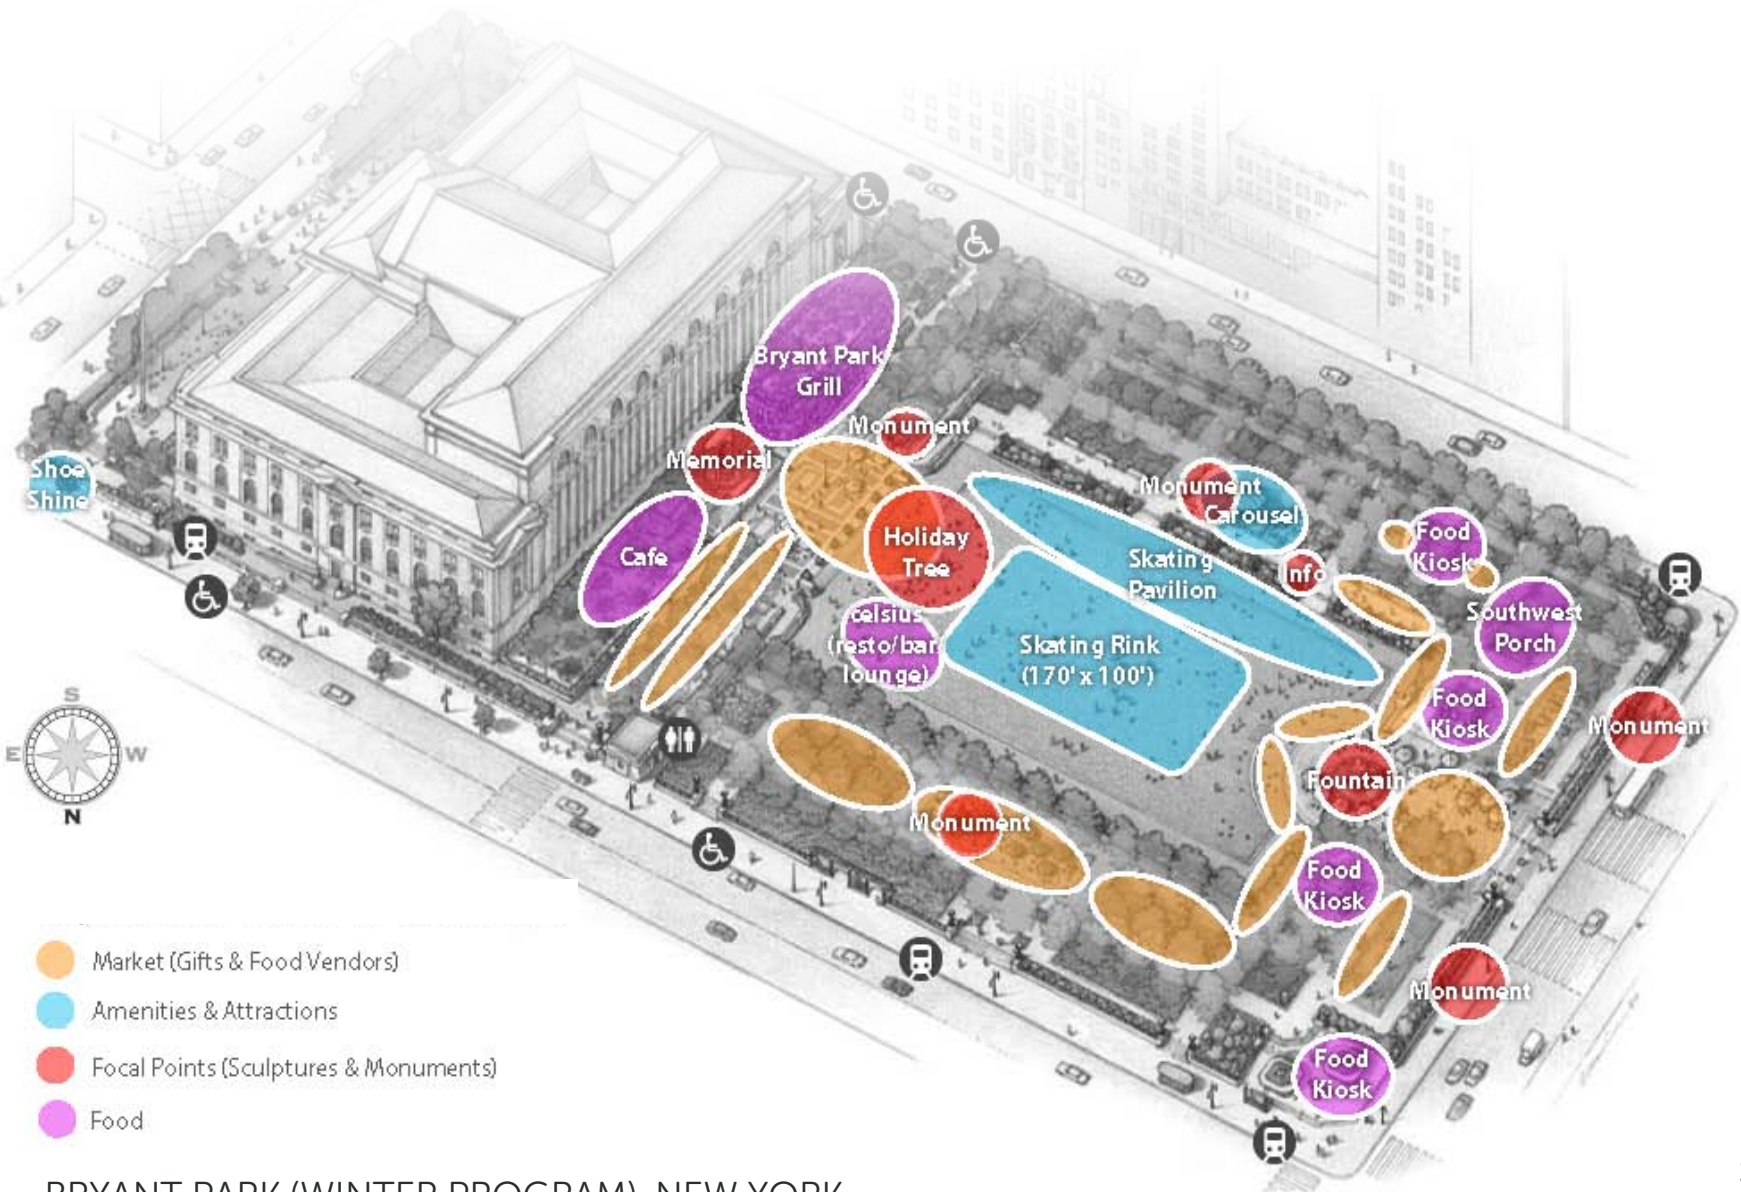 Bryant Park
Grill
Monument
Memorial
Shoe
Shine
Monument
Carousel
Holiday
Tree
Cafe
Skating
Pavilion
Info
Food
Kiosk
celsius
(resto/bar
lounge)
Skating Rink
(170' x 100')
Southwest
Porch
Food
Kiosk
Monument
S
E
W
N
Fountain
Monument
Food
Kiosk
Monument
Food
Kiosk
Market (Gifts & Food Vendors)
Amenities & Attractions
Focal Points (Sculptures & Monuments)
Food
BRYANT PARK (WINTER PROGRAM), NEW YORK